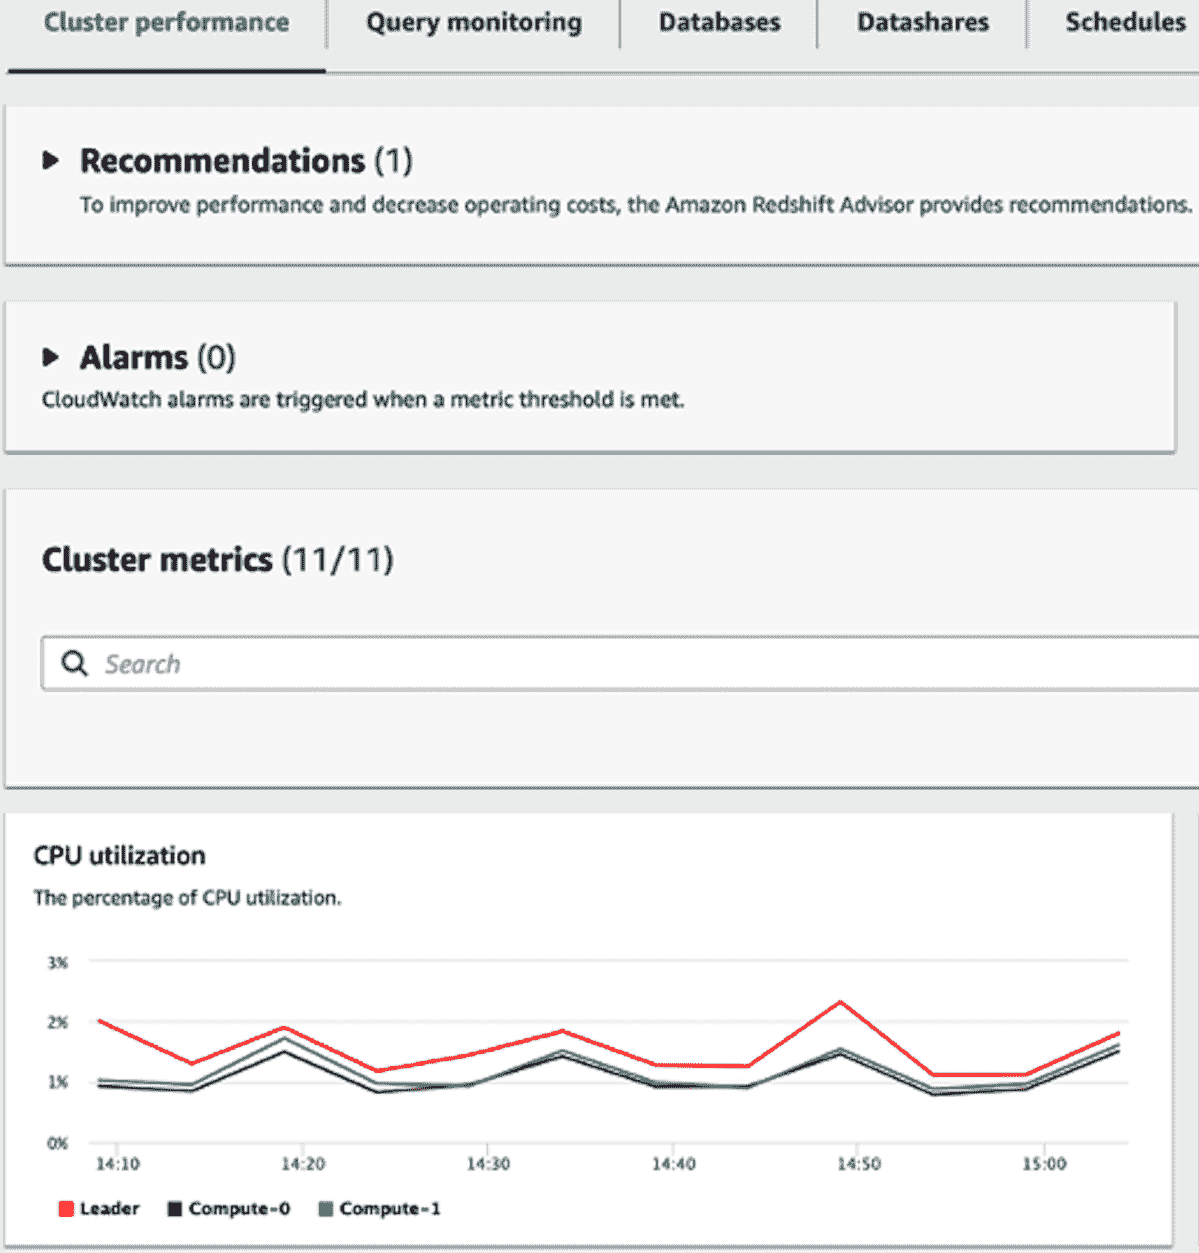 Cluster performance Query monitoring Databases Datashares Schedules
Recommendations (1)
To improve performance and decrease operating costs, the Amazon Redshift Advisor provides recommendations.
Alarms (0)
CloudWatch alarms are triggered when a metric threshold is met.
Cluster metrics (11/11)
Search
CPU utilization
The percentage of CPU utilization.
3%
2%
1%
0%
14:10 14:20 14:30 14:40 14:50 15:00
Leader Compute-0 Compute-1